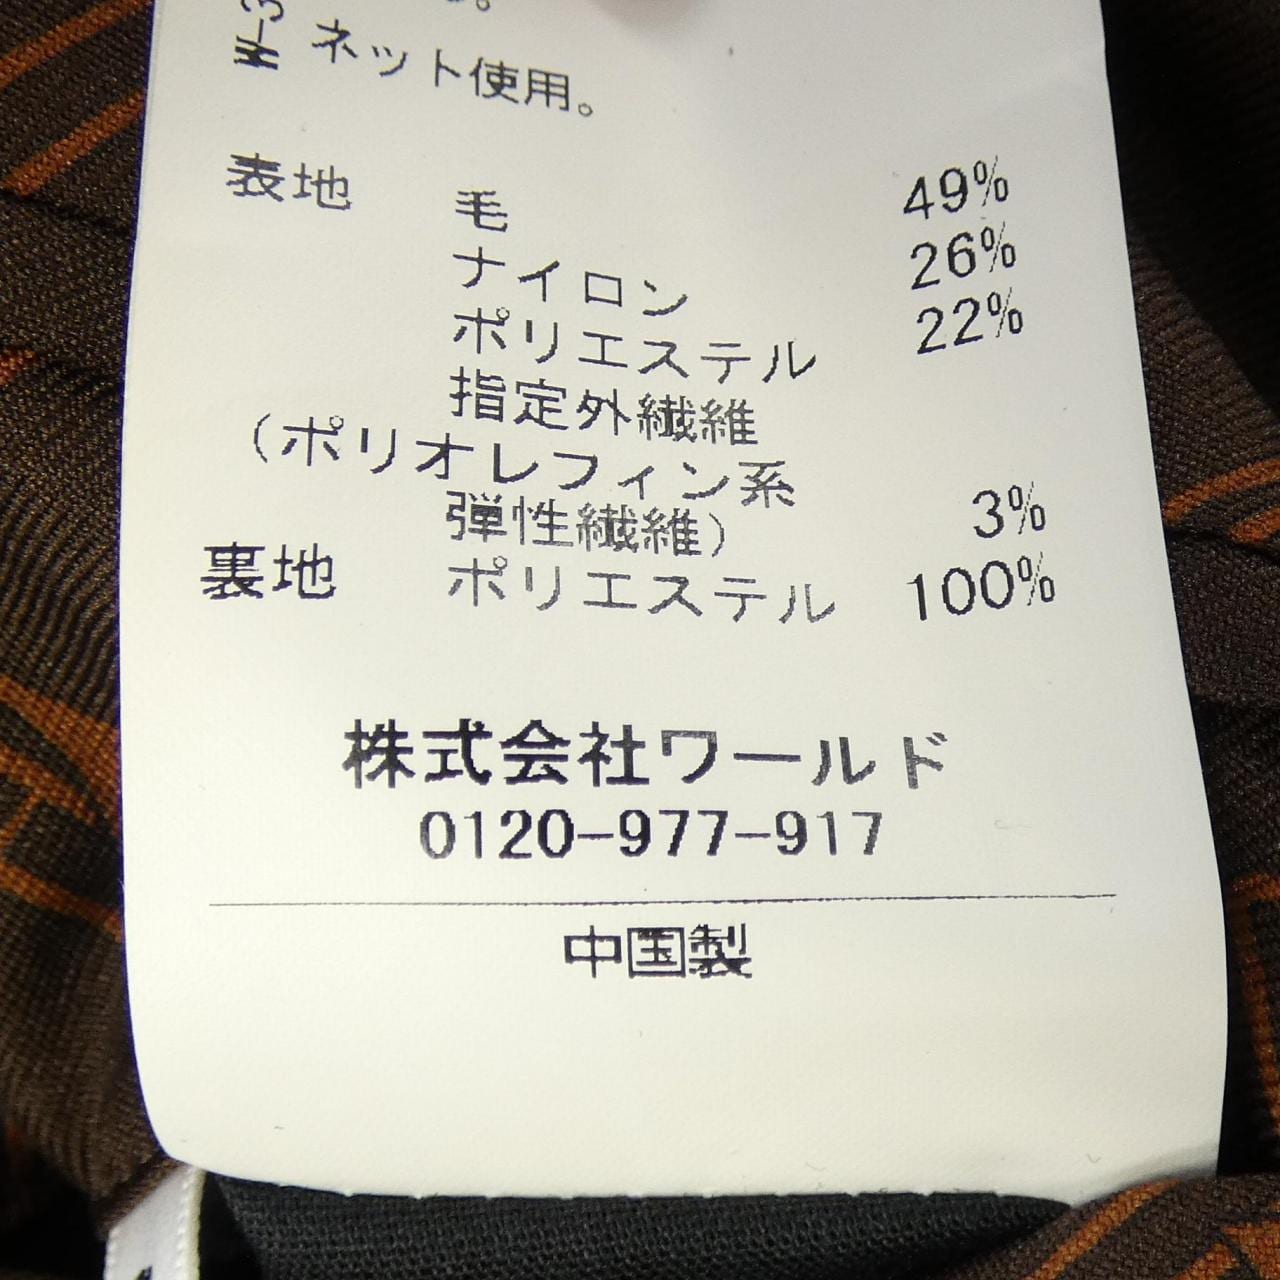 ネット使用。
表地 毛 49%
ナイロン 26%
ポリエステル 22%
指定外繊維
(ポリオレフィン系
弾性繊維) 3%
裏地 ポリエステル 100%
株式会社ワールド
0120-977-917
中国製